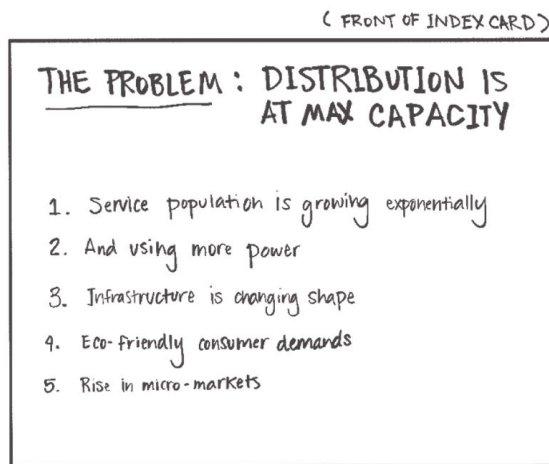 ( FRONT OF INDEX CARD )
THE PROBLEM : DISTRIBUTION IS
AT MAX CAPACITY
1. Service population is growing exponentially
2. And using more power
3. Infrastructure is changing shape
4. Eco-friendly consumer demands
5. Rise in micro-markets